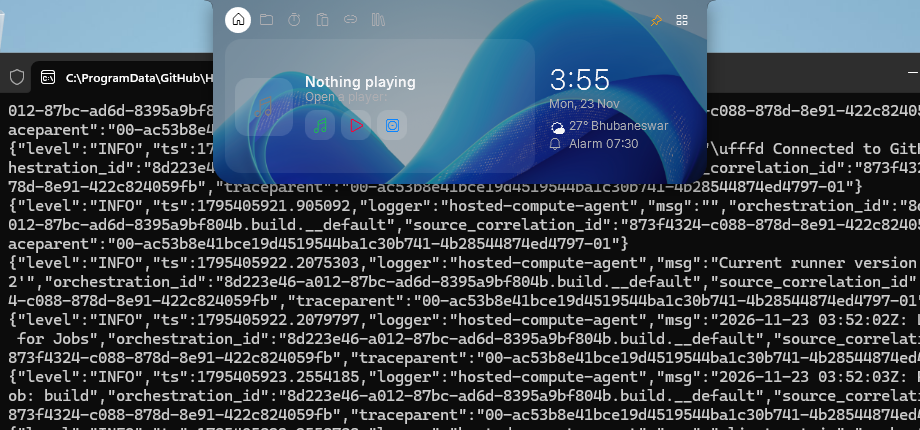 Nothing playing
Open a player:
3:55
Mon, 23 Nov
27° Bhubaneswar
Alarm 07:30
C:\ProgramData\GitHub\H
012-87bc-ad6d-8395a9bf8 -c088-878d-8e91-422c82405
aceparent":"00-ac53b8e4
{"level":"INFO","ts":17 "\ufffd Connected to GitH
hestration_id":"8d223e4 _correlation_id":"873f4324
78d-8e91-422c824059fb","traceparent":"00-ac53b8e41bce19d4519544ba1c30b741-4b28544874ed4797-01"}
{"level":"INFO","ts":1795405921.905092,"logger":"hosted-compute-agent","msg":"","orchestration_id":"8d
012-87bc-ad6d-8395a9bf804b.build.__default","source_correlation_id":"873f4324-c088-878d-8e91-422c82405
aceparent":"00-ac53b8e41bce19d4519544ba1c30b741-4b28544874ed4797-01"}
{"level":"INFO","ts":1795405922.2075303,"logger":"hosted-compute-agent","msg":"Current runner version
2'","orchestration_id":"8d223e46-a012-87bc-ad6d-8395a9bf804b.build.__default","source_correlation_id"
4-c088-878d-8e91-422c824059fb","traceparent":"00-ac53b8e41bce19d4519544ba1c30b741-4b28544874ed4797-01"
{"level":"INFO","ts":1795405922.2079797,"logger":"hosted-compute-agent","msg":"2026-11-23 03:52:02Z:
for Jobs","orchestration_id":"8d223e46-a012-87bc-ad6d-8395a9bf804b.build.__default","source_correlati
873f4324-c088-878d-8e91-422c824059fb","traceparent":"00-ac53b8e41bce19d4519544ba1c30b741-4b28544874ed4
{"level":"INFO","ts":1795405923.2554185,"logger":"hosted-compute-agent","msg":"2026-11-23 03:52:03Z:
ob: build","orchestration_id":"8d223e46-a012-87bc-ad6d-8395a9bf804b.build.__default","source_correlati
873f4324-c088-878d-8e91-422c824059fb","traceparent":"00-ac53b8e41bce19d4519544ba1c30b741-4b28544874ed4